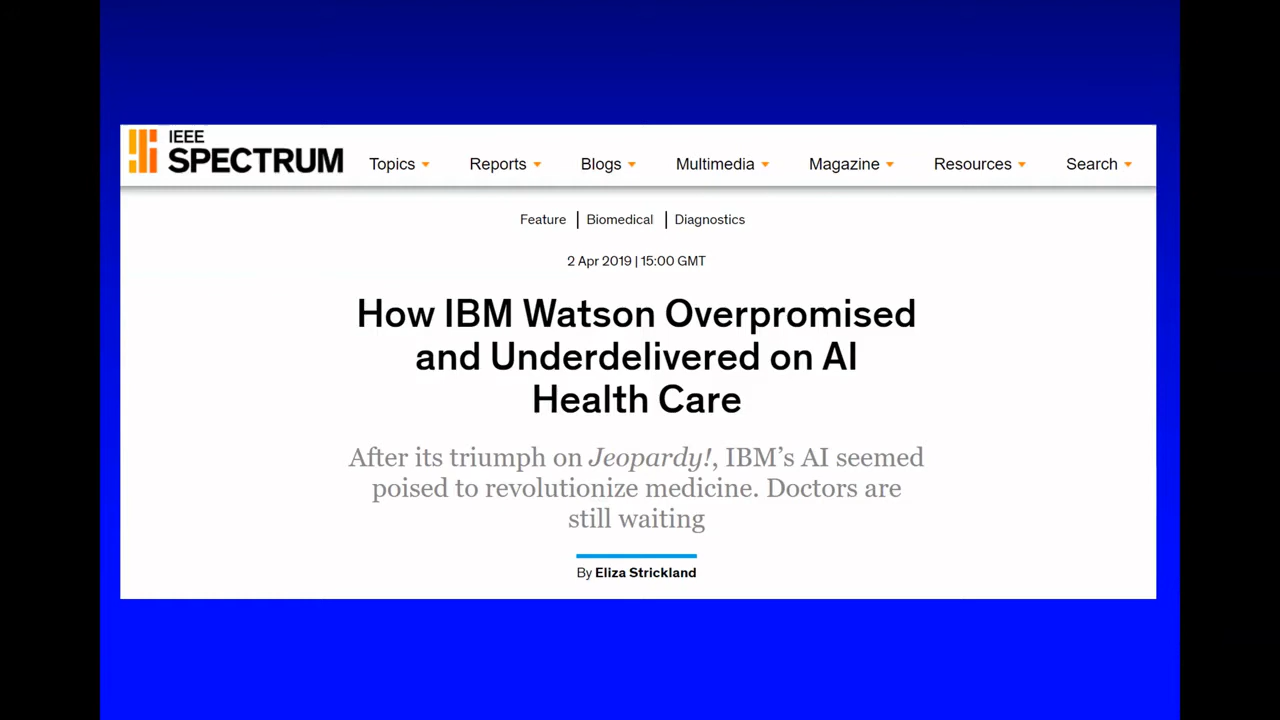 IEEE
SPECTRUM
Topics Reports Blogs Multimedia Magazine Resources Search
Feature | Biomedical | Diagnostics
2 Apr 2019 | 15:00 GMT
How IBM Watson Overpromised
and Underdelivered on AI
Health Care
After its triumph on Jeopardy!, IBM’s AI seemed
poised to revolutionize medicine. Doctors are
still waiting
By Eliza Strickland